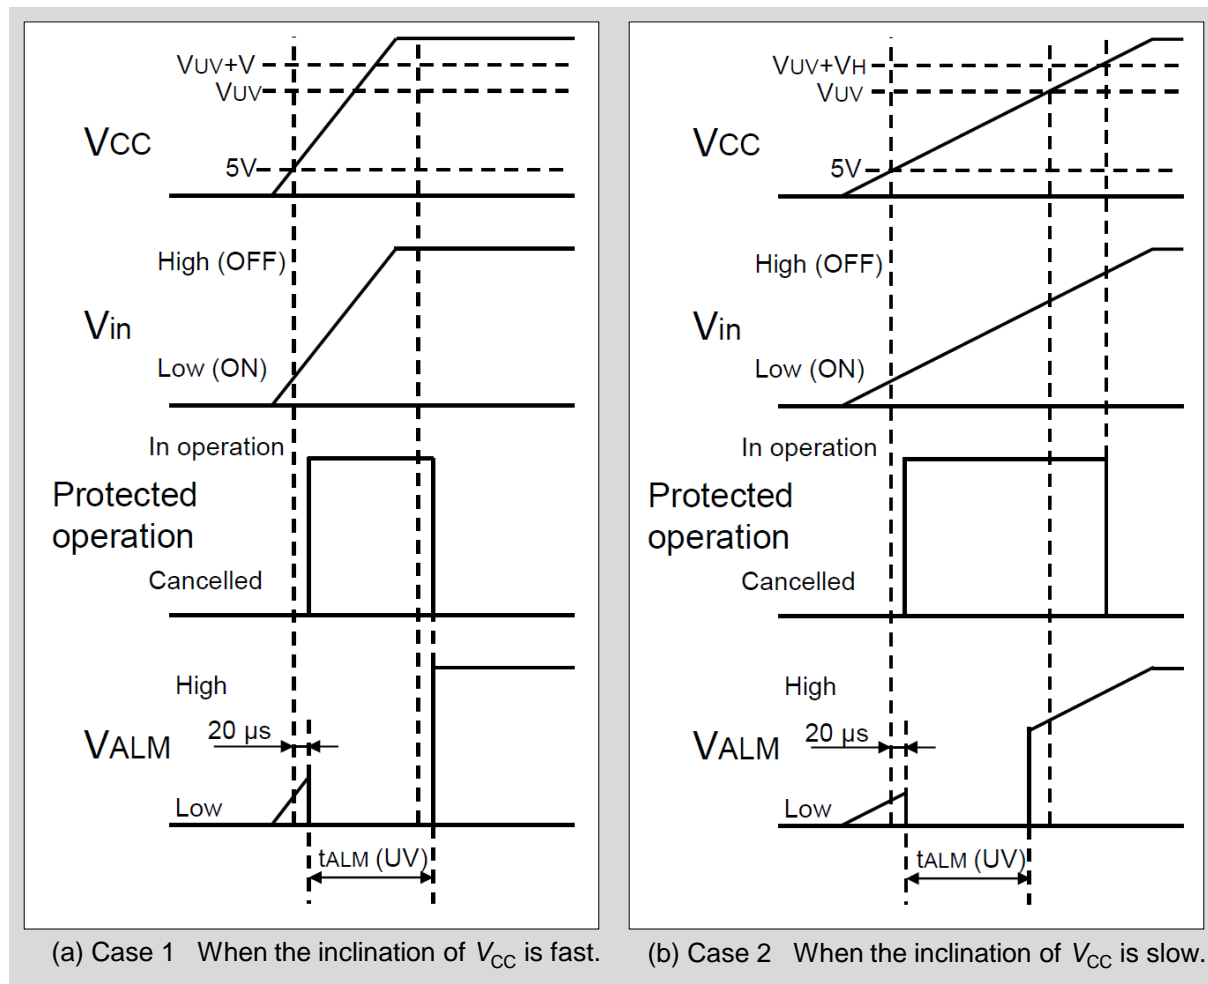 VUV+V
VUV
VCC
5V
High (OFF)
Vin
Low (ON)
In operation
Protected
operation
Cancelled
High
20 µs
VALM
Low
tALM (UV)
(a) Case 1 When the inclination of VCC is fast.
VUV+VH
VUV
VCC
5V
High (OFF)
Vin
Low (ON)
In operation
Protected
operation
Cancelled
High
20 µs
VALM
Low
tALM (UV)
(b) Case 2 When the inclination of VCC is slow.